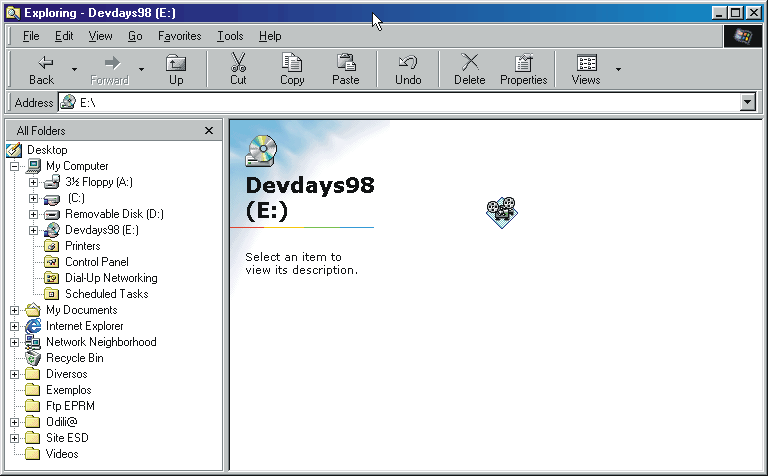 Exploring - Devdays98 (E:)
File Edit View Go Favorites Tools Help
Back Forward Up Cut Copy Paste Undo Delete Properties Views
Address E:\
All Folders
Desktop
My Computer
3½ Floppy (A:)
(C:)
Removable Disk (D:)
Devdays98 (E:)
Printers
Control Panel
Dial-Up Networking
Scheduled Tasks
My Documents
Internet Explorer
Network Neighborhood
Recycle Bin
Diversos
Exemplos
Ftp EPRM
Odili@
Site ESD
Videos
Devdays98
(E:)
Select an item to
view its description.